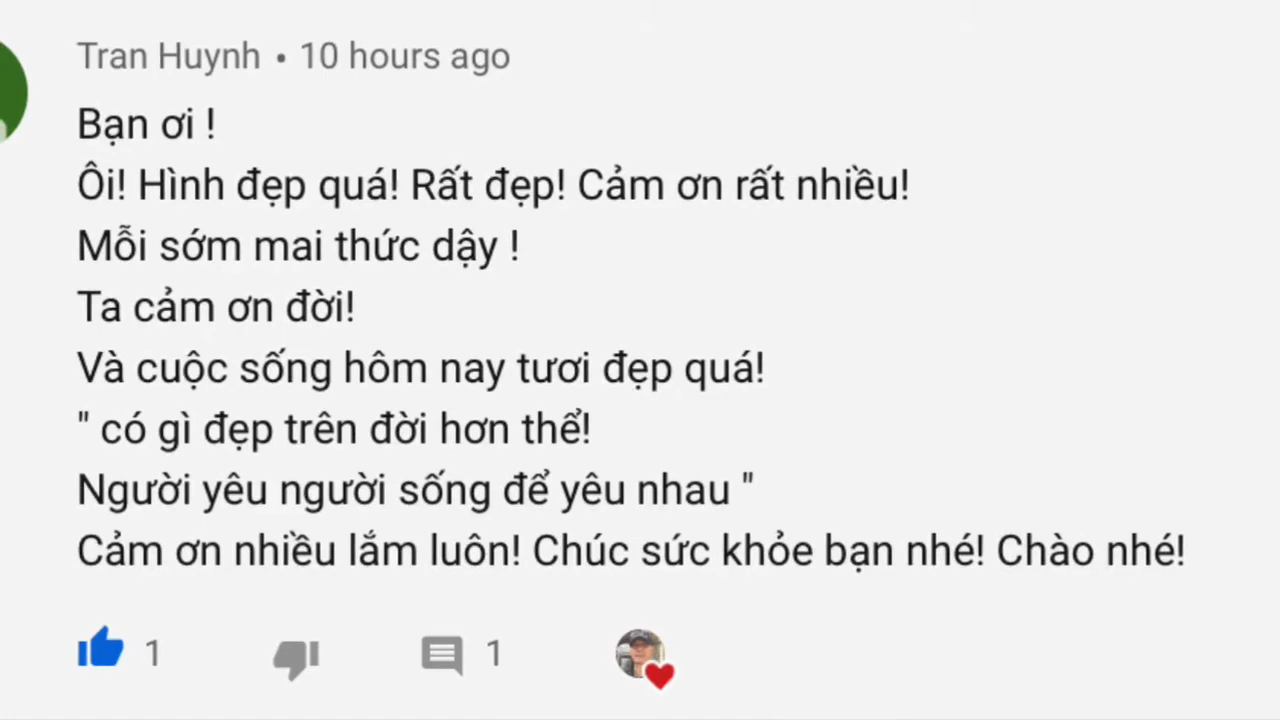 Tran Huynh • 10 hours ago
Bạn ơi !
Ôi! Hình đẹp quá! Rất đẹp! Cảm ơn rất nhiều!
Mỗi sớm mai thức dậy !
Ta cảm ơn đời!
Và cuộc sống hôm nay tươi đẹp quá!
" có gì đẹp trên đời hơn thể!
Người yêu người sống để yêu nhau "
Cảm ơn nhiều lắm luôn! Chúc sức khỏe bạn nhé! Chào nhé!
1 1